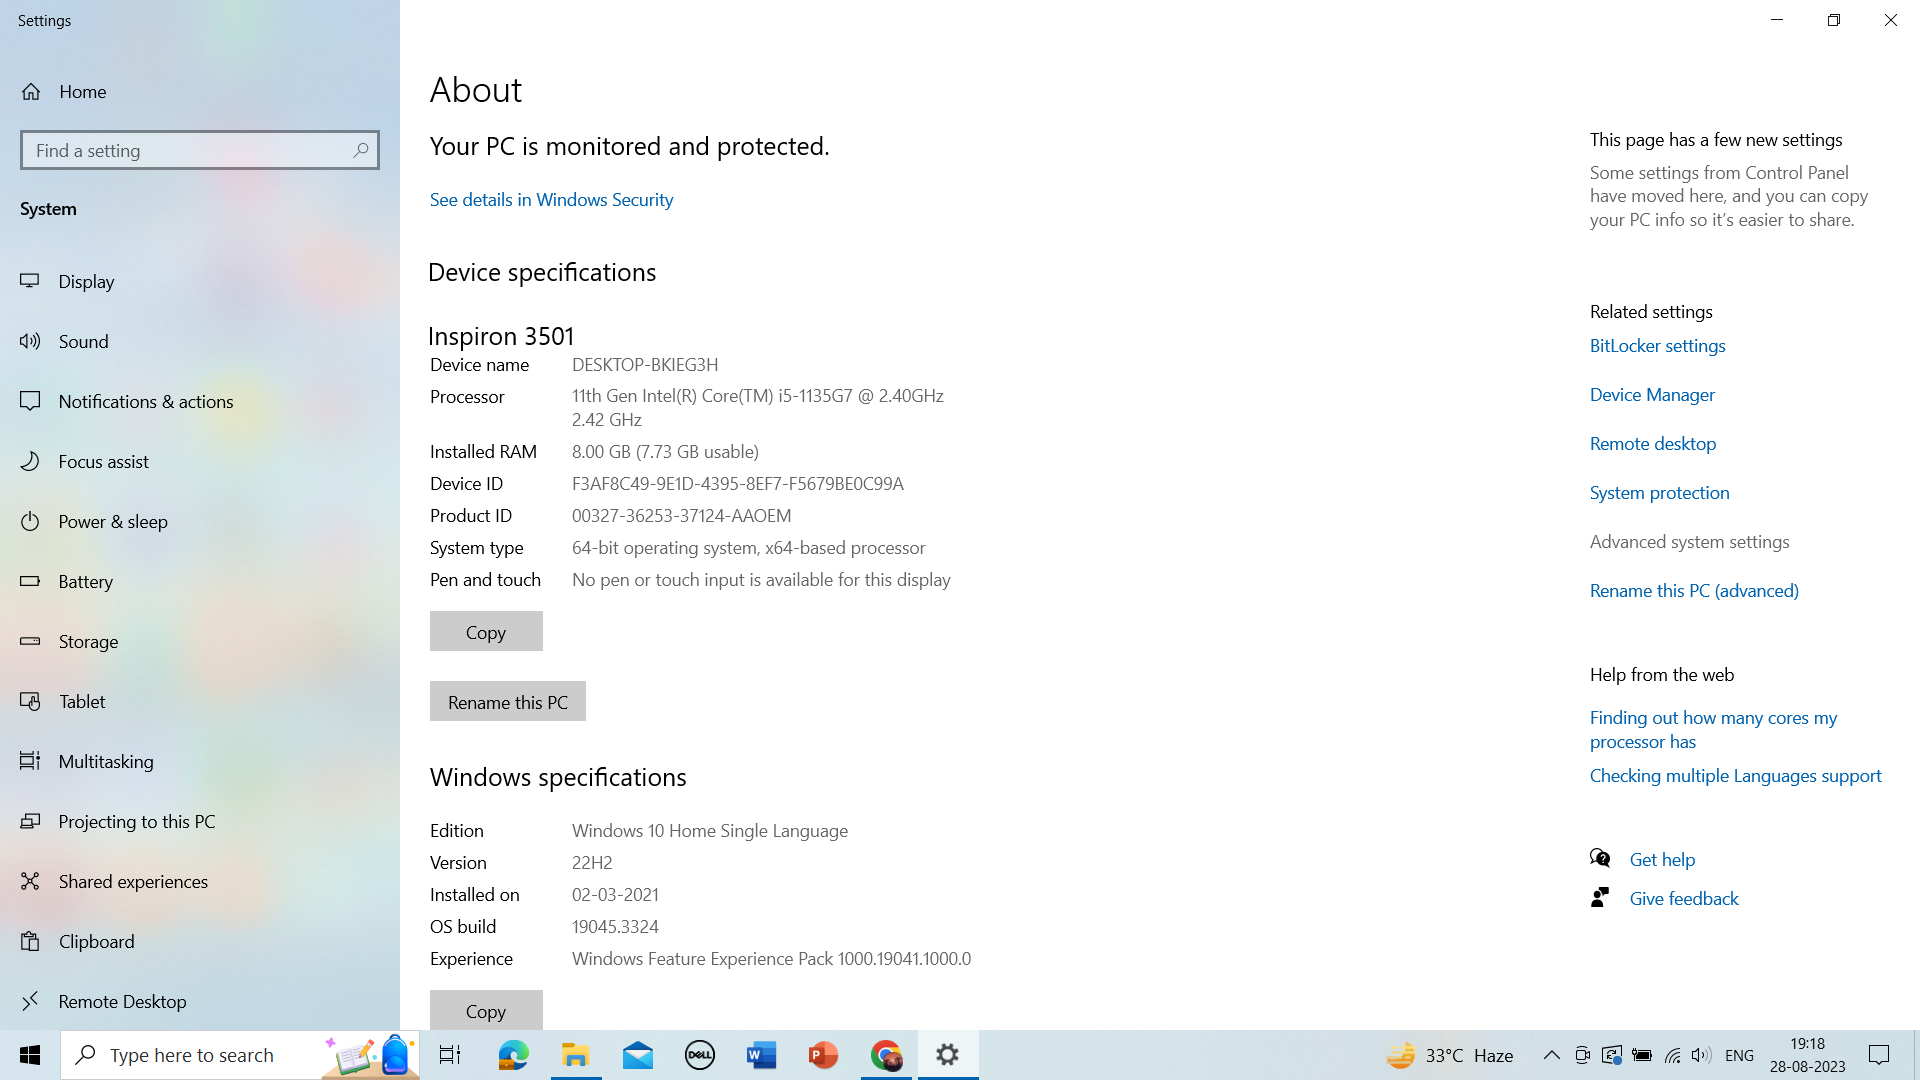 Settings
Home
Find a setting
System
Display
Sound
Notifications & actions
Focus assist
Power & sleep
Battery
Storage
Tablet
Multitasking
Projecting to this PC
Shared experiences
Clipboard
Remote Desktop
About
Your PC is monitored and protected.
See details in Windows Security
Device specifications
Inspiron 3501
Device name DESKTOP-BKIEG3H
Processor 11th Gen Intel(R) Core(TM) i5-1135G7 @ 2.40GHz
2.42 GHz
Installed RAM 8.00 GB (7.73 GB usable)
Device ID F3AF8C49-9E1D-4395-8EF7-F5679BE0C99A
Product ID 00327-36253-37124-AAOEM
System type 64-bit operating system, x64-based processor
Pen and touch No pen or touch input is available for this display
Copy
Rename this PC
Windows specifications
Edition Windows 10 Home Single Language
Version 22H2
Installed on 02-03-2021
OS build 19045.3324
Experience Windows Feature Experience Pack 1000.19041.1000.0
Copy
This page has a few new settings
Some settings from Control Panel
have moved here, and you can copy
your PC info so it's easier to share.
Related settings
BitLocker settings
Device Manager
Remote desktop
System protection
Advanced system settings
Rename this PC (advanced)
Help from the web
Finding out how many cores my
processor has
Checking multiple Languages support
Get help
Give feedback
Type here to search
DELL
W
P
33°C Haze
ENG
19:18
28-08-2023